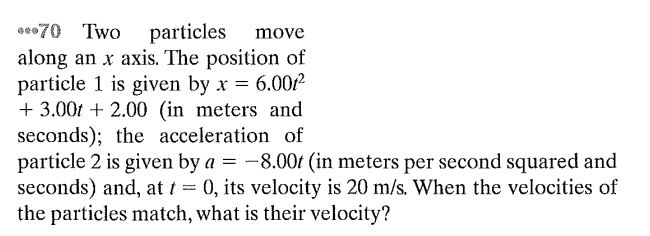 •••70 Two particles move
along an x axis. The position of
particle 1 is given by x = 6.00t²
+ 3.00t + 2.00 (in meters and
seconds); the acceleration of
particle 2 is given by a = −8.00t (in meters per second squared and
seconds) and, at t = 0, its velocity is 20 m/s. When the velocities of
the particles match, what is their velocity?